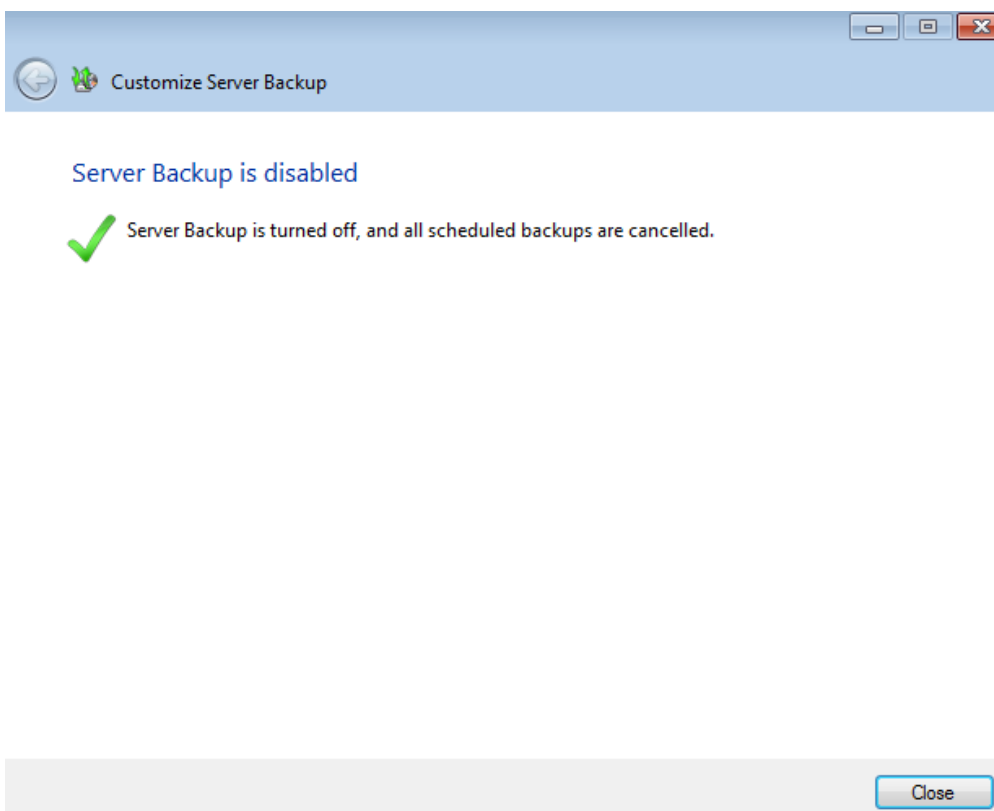 Customize Server Backup
Server Backup is disabled
Server Backup is turned off, and all scheduled backups are cancelled.
Close